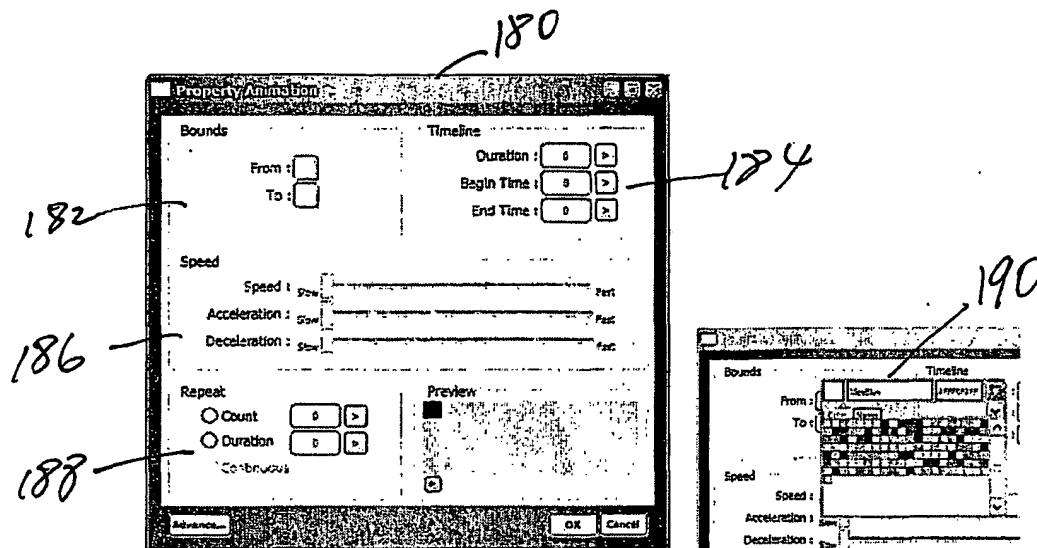 180
Property Animation
Bounds
Timeline
From :
To :
Duration : 0 >
Begin Time : 0 >
End Time : 0 >
184
182
Speed
Speed : Slow Fast
Acceleration : Slow Fast
Deceleration : Slow Fast
186
Repeat
Preview
Count 0 >
Duration 0 >
Continuous
188
Advance...
OK
Cancel
190
Bounds
Timeline
From :
To :
Speed
Speed :
Acceleration : Slow
Deceleration : Slow